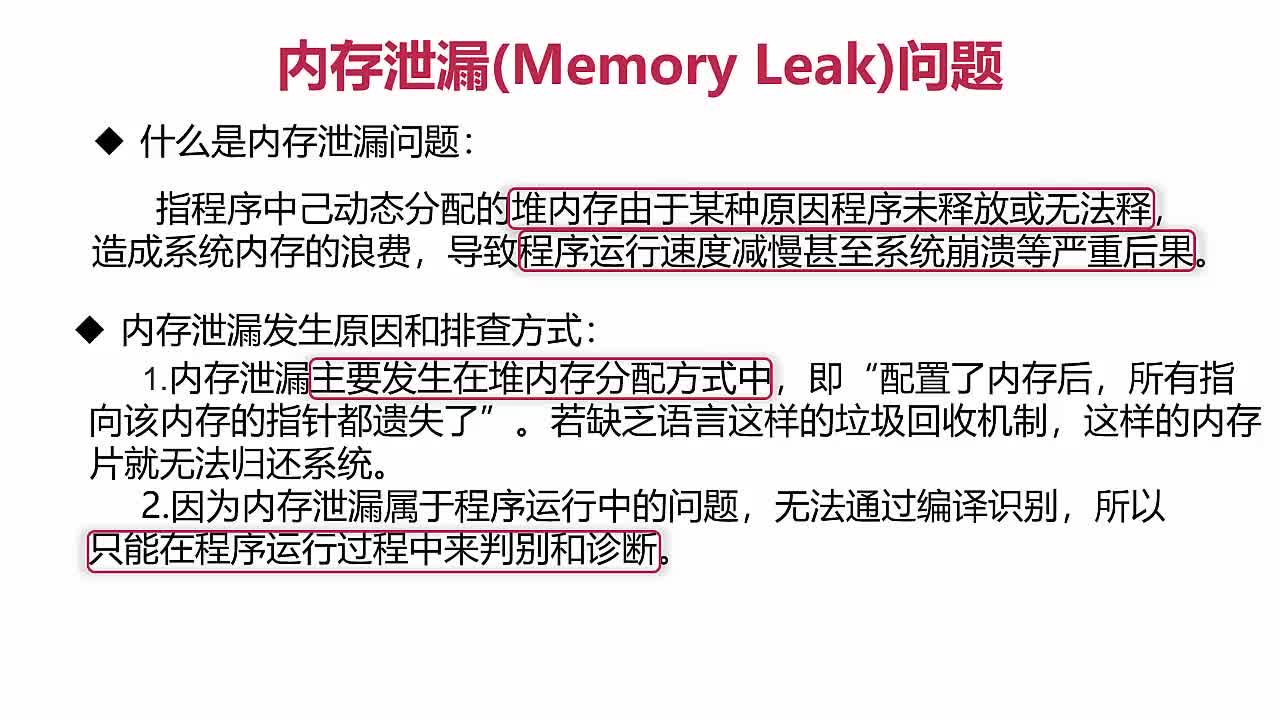 内存泄漏(Memory Leak)问题
◆ 什么是内存泄漏问题：
指程序中己动态分配的堆内存由于某种原因程序未释放或无法释,
造成系统内存的浪费，导致程序运行速度减慢甚至系统崩溃等严重后果。
◆ 内存泄漏发生原因和排查方式：
1.内存泄漏主要发生在堆内存分配方式中，即“配置了内存后，所有指
向该内存的指针都遗失了”。若缺乏语言这样的垃圾回收机制，这样的内存
片就无法归还系统。
2.因为内存泄漏属于程序运行中的问题，无法通过编译识别，所以
只能在程序运行过程中来判别和诊断。